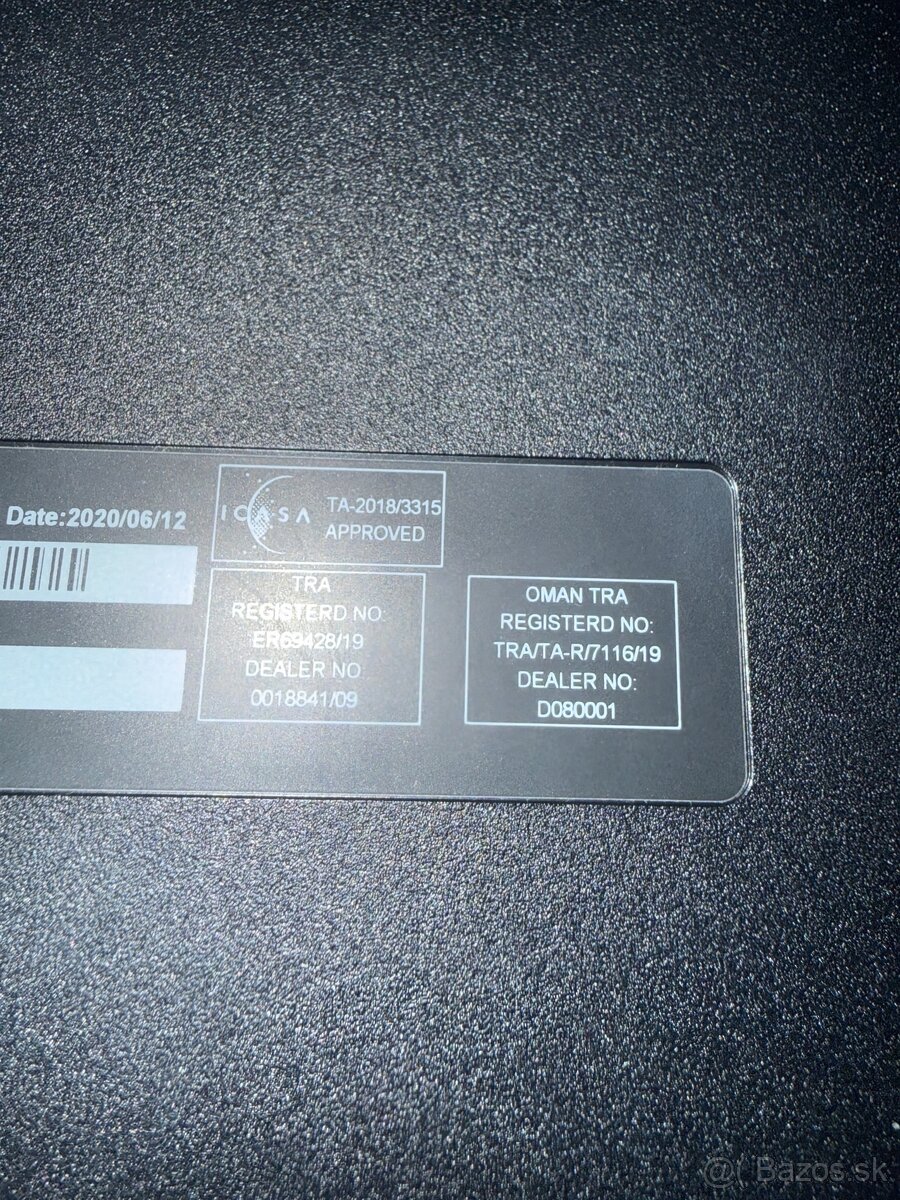 Date:2020/06/12
ICASA
TA-2018/3315
APPROVED
TRA
REGISTERD NO:
ER69428/19
DEALER NO
0018841/09
OMAN TRA
REGISTERD NO:
TRA/TA-R/7116/19
DEALER NO:
D080001
Bazos.sk